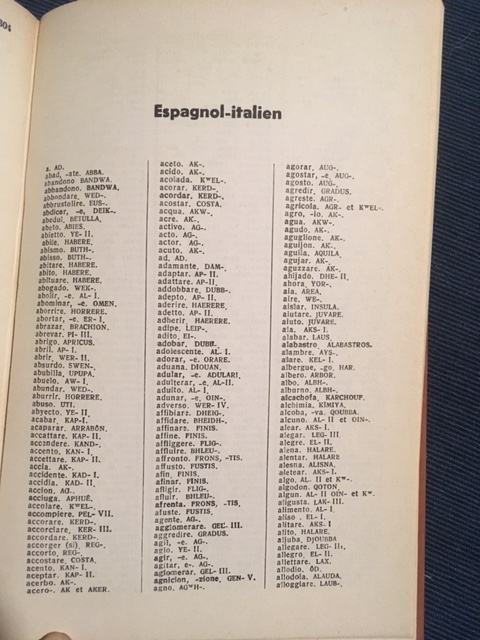 304
Espagnol-italien
a, AD.
abad, -ate. ABBA.
abandono BANDWA.
abbandono. BANDWA.
abbondare, WED-.
abbrustolire. EUS-.
abdicar, -e, DEIK-.
abedul, BETULLA,
abeto, ABIES.
abietto. YE- II,
abile, HABERE,
abismo. BUTH-.
abisso, BUTH-.
abitare, HABERE.
abito, HABERE,
abituare, HABERE.
abogado. WEK-.
abolir, -e. AL- I.
abominar, -e. OMEN.
aborrire, HORRERE.
abortar, -e. ER- I.
abrazar, BRACHION.
abrevar. PI- III.
abrigo, APRICUS.
abril, AP- I.
abrir, WER- II.
absurdo. SWEN-.
abubilla, UPUPA.
abuelo, AW- I.
abundar, WED-.
aburrir, HORRERE.
abuso, UTI,
abyecto, YE- II.
acabar, KAP- I.
acaparar, ARRABÔN,
accattare. KAP- II.
accendere. KAND-.
accento, KAN- I.
accettare. KAP- II.
accia. AK-.
accidente. KAD- I.
accidia. KAD- II.
accion, AG-.
acciuga. APHUÊ,
accolare, KʷEL-.
accompiere. PEL- VII.
accorare, KERD-.
accorciare, KER- III.
accordare. KERD-.
accorger (si), REG-.
accorto, REG-.
accostare, COSTA.
acento, KAN- I.
aceptar. KAP- II.
acerbo. AK-.
acero-. AK et AKER.
aceto. AK-.
acido. AK-.
acolada. KʷEL-.
acorar, KERD-.
acordar, KERD-.
acostar, COSTA.
acqua, AKW-.
acre. AK-.
activo. AG-.
acto. AG-.
actor. AG-.
acuto. AK-.
ad, AD.
adamante, DAM-.
adaptar. AP- II.
adattare, AP-II.
addobbare, DUBB-.
adepto, AP- II.
aderire, HAERERE.
adetto, AP- II.
adherir, HAERERE.
adipe, LEIP-.
adito, EI-.
adobar, DUBB.
adolescente. AL- I.
adorar, -e, ORARE.
aduana, DIOUAN.
adular, -e. ADULARI,
adulterar, -e, AL-II.
adulto, AL- I.
adunar, -e, OIN-.
adverso, WER- IV.
affibiare, DHEIG-.
affidare, BHEIDH-.
affinare, FINIS.
affine. FINIS.
affliggere. FLIG-.
affluire. BHLEU-.
affronto, FRONS, -TIS.
affusto, FUSTIS.
afin, FINIS.
afinar, FINIS.
afligir, FLIG-.
afluir, BHLEU-.
afrenta, FRONS, -TIS
afuste, FUSTIS.
agente, AG-.
agglomerare. GEL- III.
aggredire. GRADUS.
agil, -e. AG-.
agio. YE- II.
agir, -e. AG-.
agitar, e-, AG-.
aglomerar, GEL- III.
agnicion, -zione, GEN- V.
agno, AGʷH-.
agorar, AUG-.
agostar, -e, AUG-.
agosto, AUG-.
agredir, GRADUS,
agreste. AGR-.
agricola. AGR- et KʷEL-.
agro, -io, AK-.
agua. AKW-.
agudo, AK-.
aguglione, AK-.
aguijon, AK-.
aguila, AQUILA,
agujar, AK-.
aguzzare. AK-.
ahijado, DHE- II,
ahora, YOR-.
aia, AREA,
aire, WE-.
aislar, INSULA,
aiutare, JUVARE.
aiuto. JUVARE.
ala, AKS- I.
alabar, LAUS,
alabastro, ALABASTROS.
alambre, AYS-.
alare. KEL- I.
albergue, -go, HAR.
albero, ARBOR,
albo. ALBH-.
alburno, ALBH-.
alcachofa, KARCHOUF.
alchimia, KIMIYA,
alcoba, -va, QOUBBA.
alcuno. AL- II et OIN-.
alear. AKS- I.
alegar. LEG- III
alegre. EL- II.
alena. HALARE.
alentar. HALARE
alesna, ALISNA,
aletear. AKS- I.
algo, AL- II et Kʷ-.
algodon, QOTON
algun. AL- II OIN- et Kʷ.
aligusta, LAK- III.
alimento, AL- I.
aliso. EL- I.
alitare. AKS. I
alito, HALARE,
aljuba, DJOUBBA
allegare. LEG- III,
allegro, EL- II.
allettare, LAX.
allodio, ÔD.
allodola, ALAUDA,
alloggiare, LAUB-.